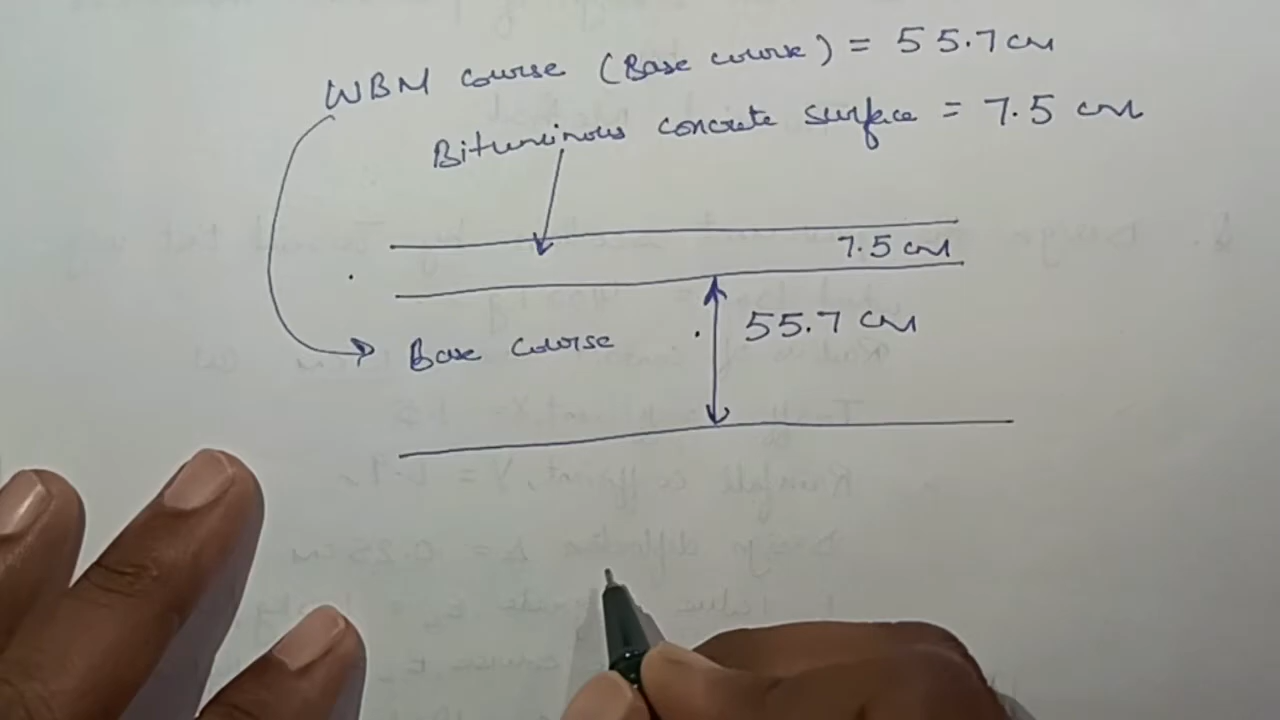 WBM course (Base course) = 55.7 cm
Bituminous concrete surface = 7.5 cm
7.5 cm
Base course
55.7 cm